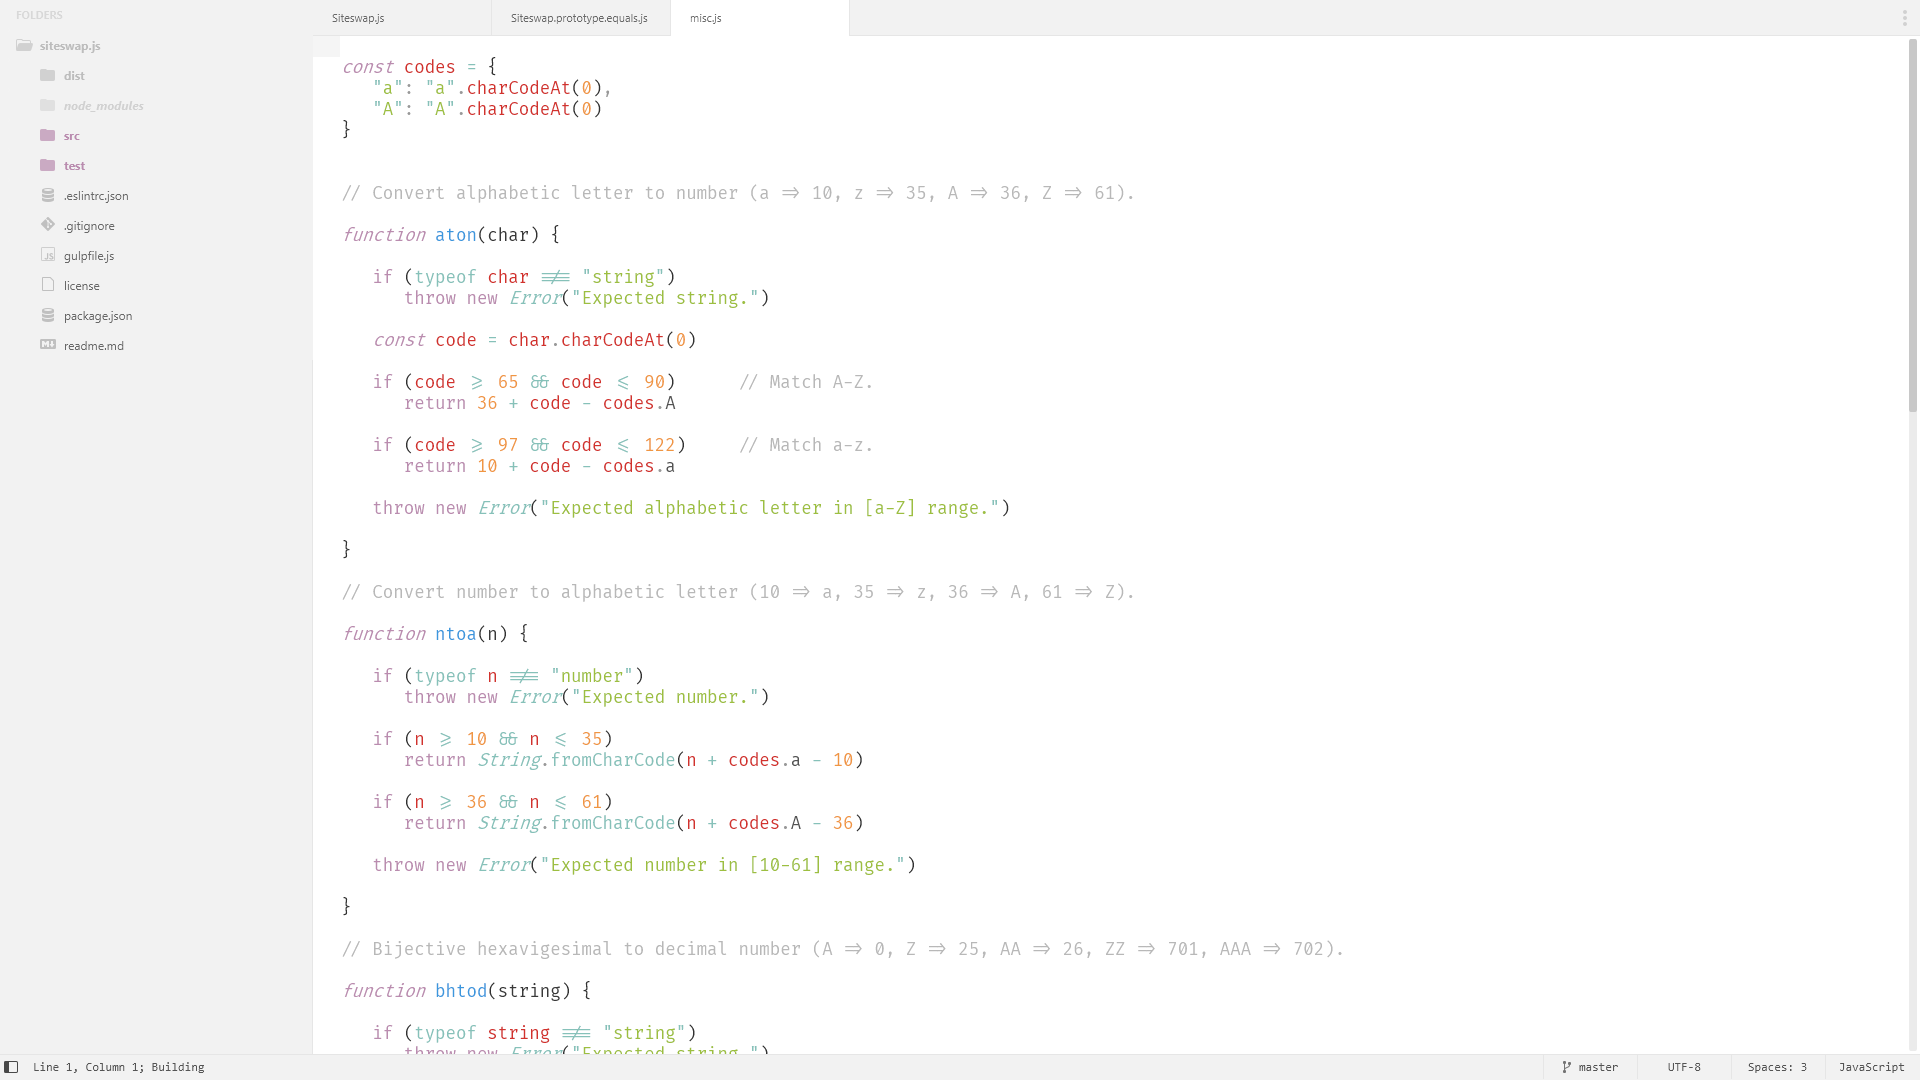 FOLDERS
siteswap.js
dist
node_modules
src
test
.eslintrc.json
.gitignore
gulpfile.js
license
package.json
readme.md
Siteswap.js
Siteswap.prototype.equals.js
misc.js
const codes = {
   "a": "a".charCodeAt(0),
   "A": "A".charCodeAt(0)
}
// Convert alphabetic letter to number (a => 10, z => 35, A => 36, Z => 61).
function aton(char) {
   if (typeof char !== "string")
      throw new Error("Expected string.")
   const code = char.charCodeAt(0)
   if (code >= 65 && code <= 90)      // Match A-Z.
      return 36 + code - codes.A
   if (code >= 97 && code <= 122)     // Match a-z.
      return 10 + code - codes.a
   throw new Error("Expected alphabetic letter in [a-Z] range.")
}
// Convert number to alphabetic letter (10 => a, 35 => z, 36 => A, 61 => Z).
function ntoa(n) {
   if (typeof n !== "number")
      throw new Error("Expected number.")
   if (n >= 10 && n <= 35)
      return String.fromCharCode(n + codes.a - 10)
   if (n >= 36 && n <= 61)
      return String.fromCharCode(n + codes.A - 36)
   throw new Error("Expected number in [10-61] range.")
}
// Bijective hexavigesimal to decimal number (A => 0, Z => 25, AA => 26, ZZ => 701, AAA => 702).
function bhtod(string) {
   if (typeof string !== "string")
      throw new Error("Expected string.")
Line 1, Column 1; Building
master
UTF-8
Spaces: 3
JavaScript